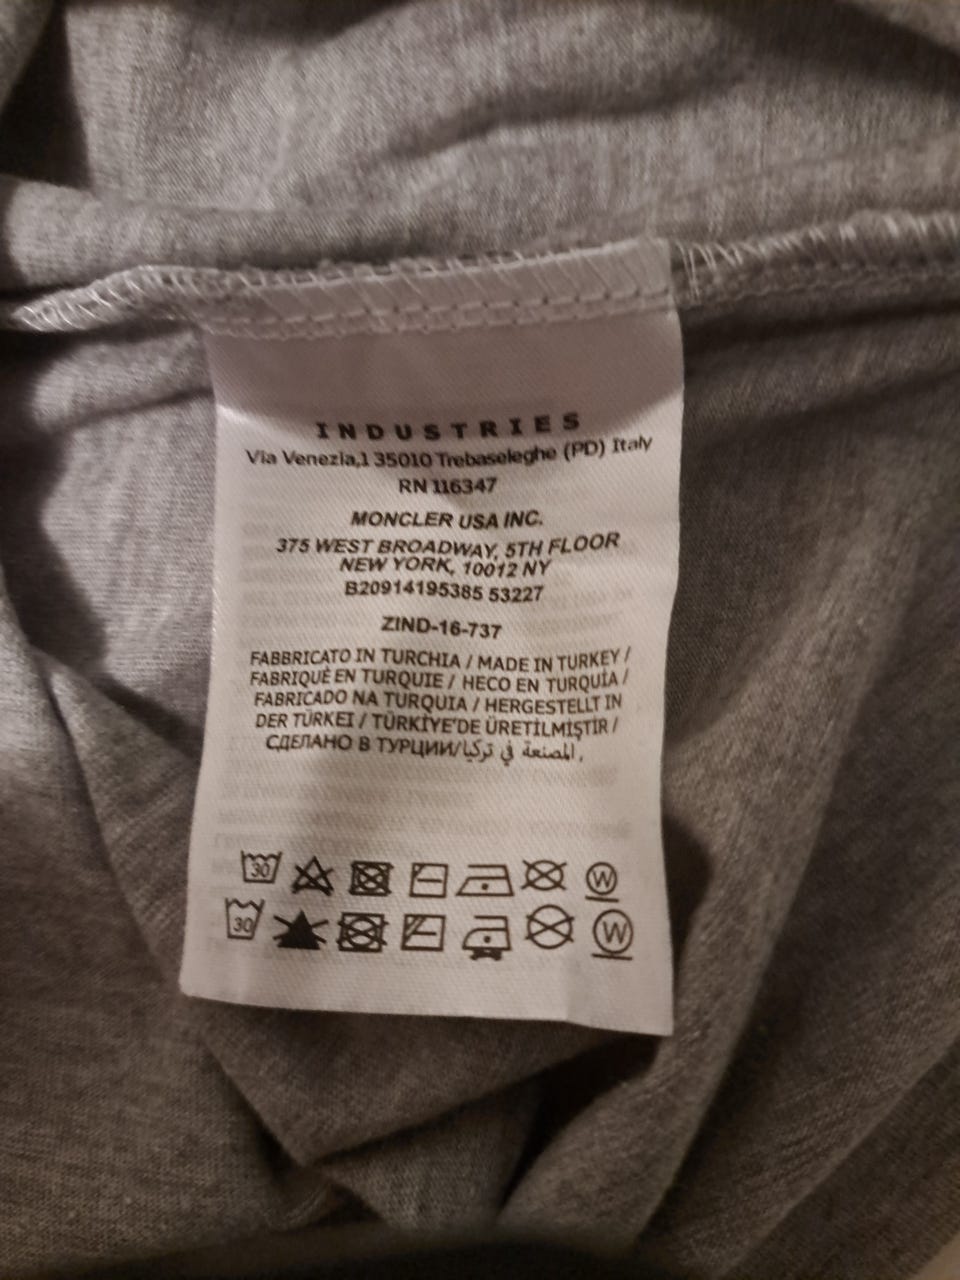 INDUSTRIES
Via Venezia,1 35010 Trebaseleghe (PD) Italy
RN 116347
MONCLER USA INC.
375 WEST BROADWAY, 5TH FLOOR
NEW YORK, 10012 NY
B20914195385 53227
ZIND-16-737
FABBRICATO IN TURCHIA / MADE IN TURKEY /
FABRIQUÉ EN TURQUIE / HECO EN TURQUÍA /
FABRICADO NA TURQUIA / HERGESTELLT IN
DER TÜRKEI / TÜRKİYE'DE ÜRETİLMİŞTİR /
СДЕЛАНО В ТУРЦИИ/المصنعة في تركيا.
30 W
30 W